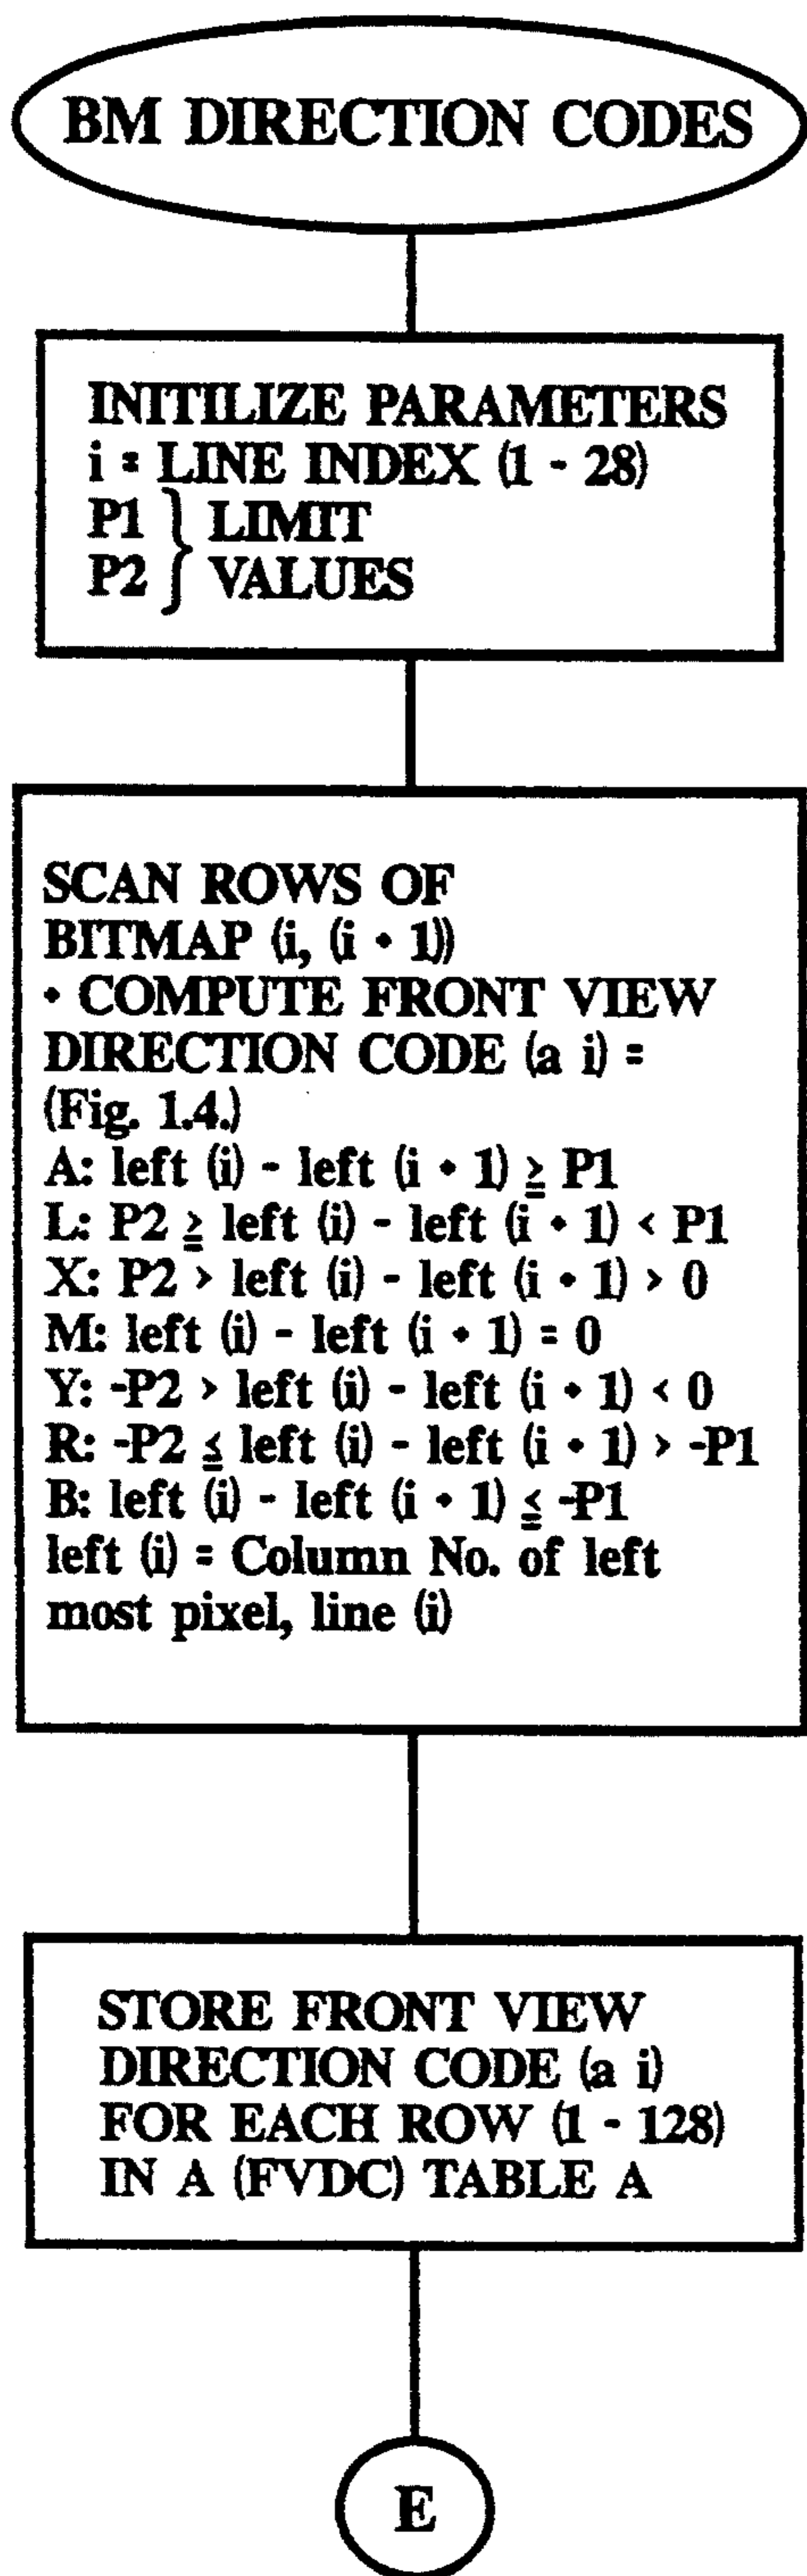 BM DIRECTION CODES
INITILIZE PARAMETERS
i = LINE INDEX (1 - 28)
P1 } LIMIT
P2 } VALUES
SCAN ROWS OF
BITMAP (i, (i + 1))
• COMPUTE FRONT VIEW
DIRECTION CODE (a i) =
(Fig. 1.4.)
A: left (i) - left (i + 1) ≧ P1
L: P2 ≧ left (i) - left (i + 1) < P1
X: P2 > left (i) - left (i + 1) > 0
M: left (i) - left (i + 1) = 0
Y: -P2 > left (i) - left (i + 1) < 0
R: -P2 ≦ left (i) - left (i + 1) > -P1
B: left (i) - left (i + 1) ≦ -P1
left (i) = Column No. of left
most pixel, line (i)
STORE FRONT VIEW
DIRECTION CODE (a i)
FOR EACH ROW (1 - 128)
IN A (FVDC) TABLE A
E